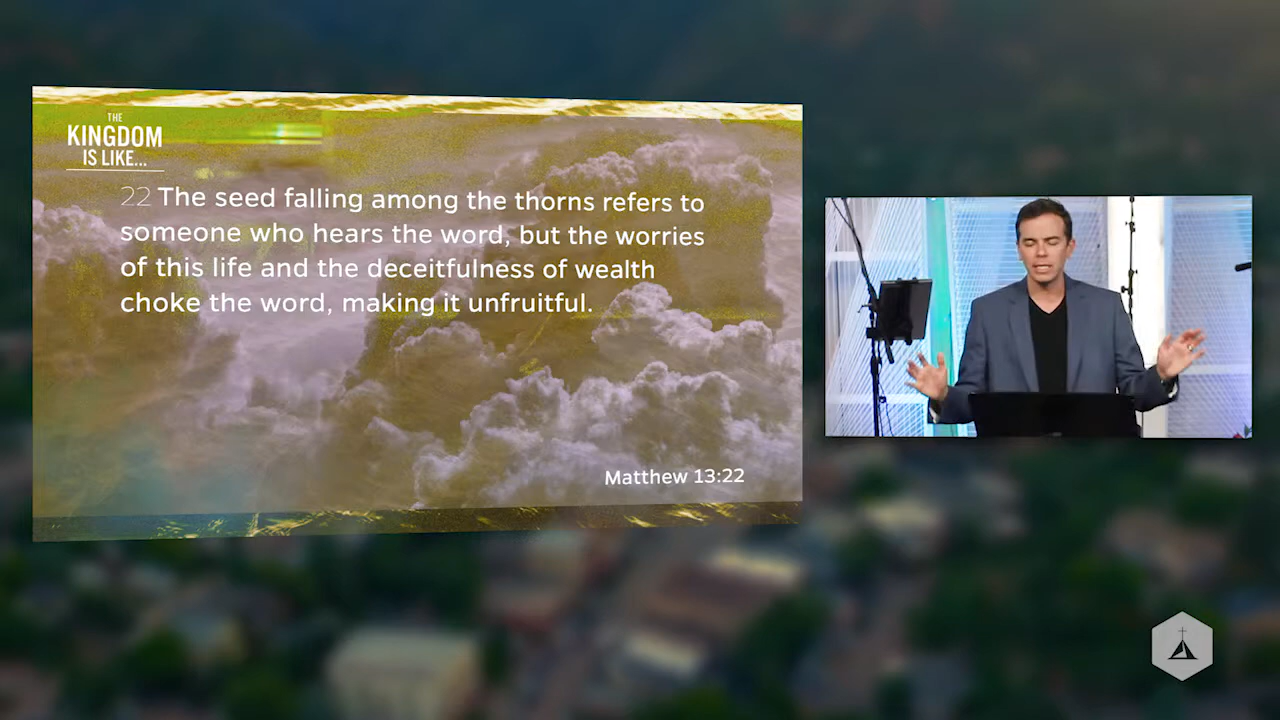 THE
KINGDOM
IS LIKE...
22 The seed falling among the thorns refers to
someone who hears the word, but the worries
of this life and the deceitfulness of wealth
choke the word, making it unfruitful.
Matthew 13:22